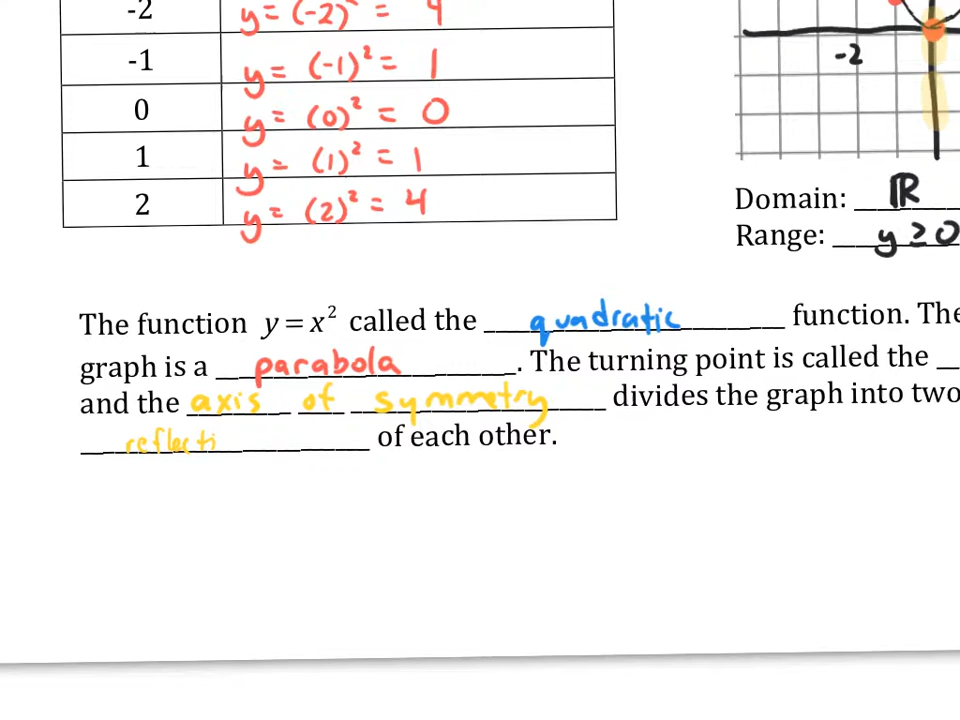 -2 y = (-2)² = 4
-1 y = (-1)² = 1
0 y = (0)² = 0
1 y = (1)² = 1
2 y = (2)² = 4
-2
Domain: ℝ
Range: y ≥ 0
The function y = x² called the quadratic function. The
graph is a parabola. The turning point is called the
and the axis of symmetry divides the graph into two
reflecti of each other.